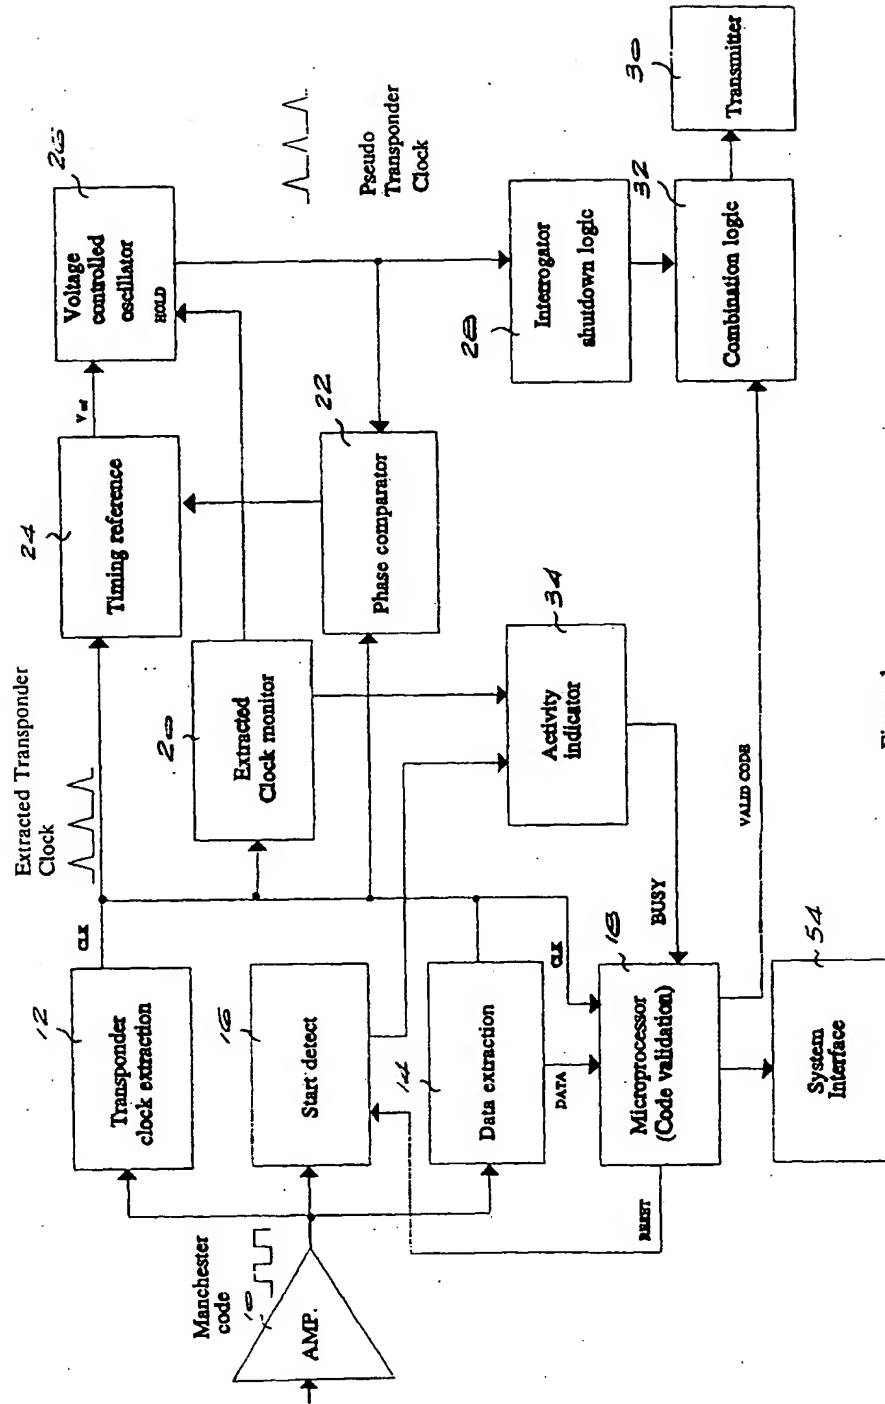 Manchester
code
10
AMP.
12
Transponder
clock extraction
CLK
Extracted Transponder
Clock
24
Timing reference
V
26
Voltage
controlled
oscillator
HOLD
16
Start detect
20
Extracted
Clock monitor
22
Phase comparator
Pseudo
Transponder
Clock
14
Data extraction
DATA
CLK
34
Activity
indicator
BUSY
28
Interrogator
shutdown logic
RESET
Microprocessor
(Code validation)
VALID CODE
32
Combination logic
30
Transmitter
54
System
Interface